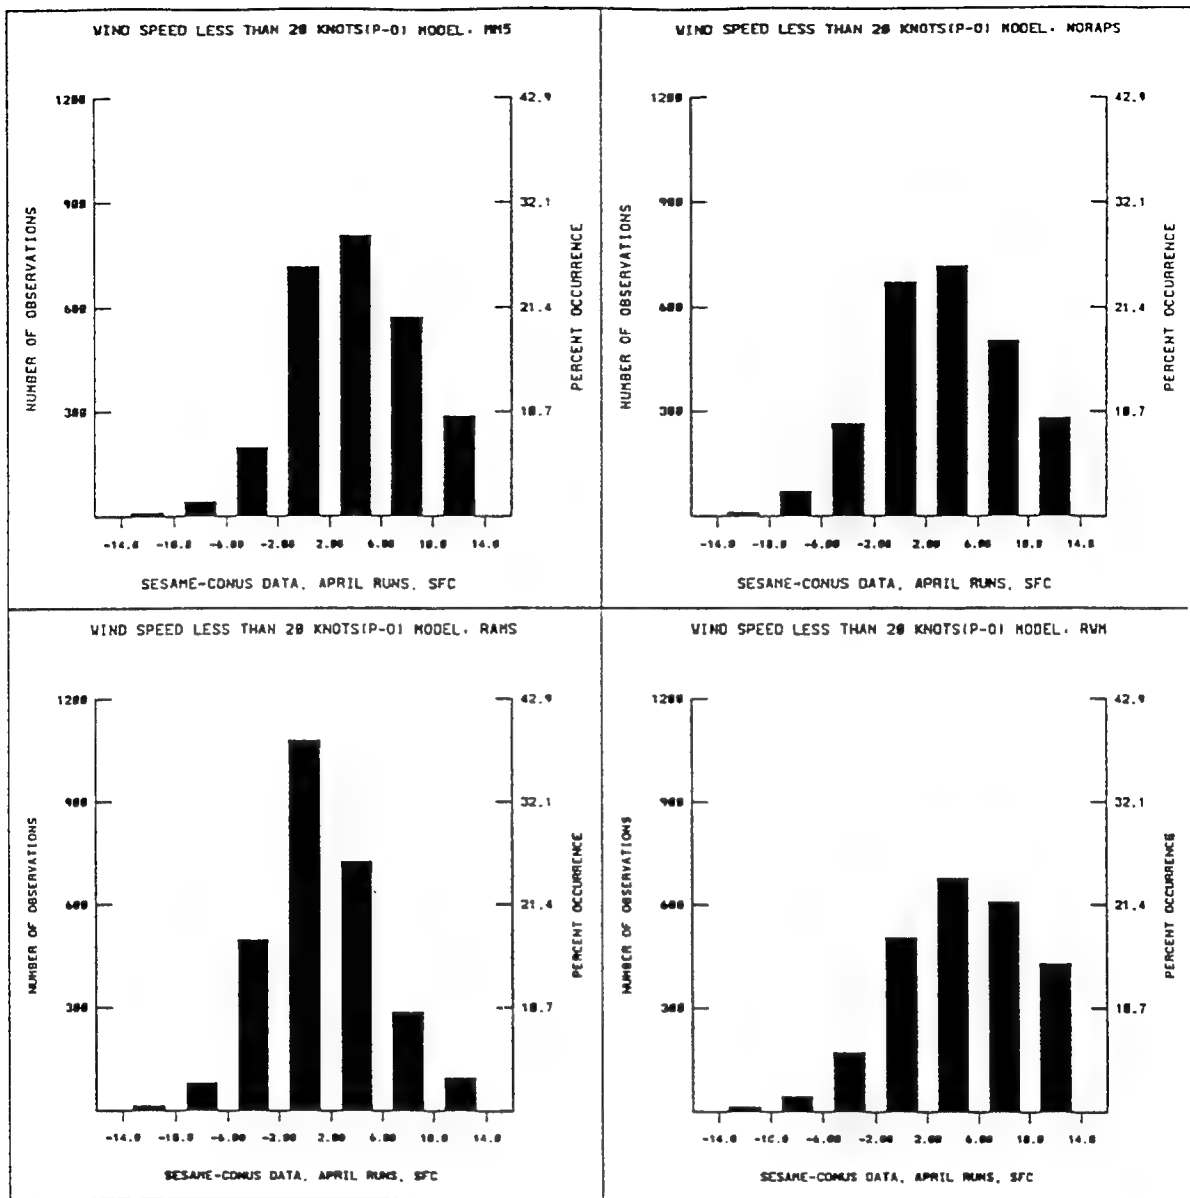 WIND SPEED LESS THAN 20 KNOTS(P-O) MODEL. MM5
1200
900
600
300
NUMBER OF OBSERVATIONS
42.9
32.1
21.4
10.7
PERCENT OCCURRENCE
-14.0 -10.0 -6.00 -2.00 2.00 6.00 10.0 14.0
SESAME-CONUS DATA, APRIL RUNS, SFC
WIND SPEED LESS THAN 20 KNOTS(P-O) MODEL. NORAPS
1200
900
600
300
NUMBER OF OBSERVATIONS
42.9
32.1
21.4
10.7
PERCENT OCCURRENCE
-14.0 -10.0 -6.00 -2.00 2.00 6.00 10.0 14.0
SESAME-CONUS DATA, APRIL RUNS, SFC
WIND SPEED LESS THAN 20 KNOTS(P-O) MODEL. RAMS
1200
900
600
300
NUMBER OF OBSERVATIONS
42.9
32.1
21.4
10.7
PERCENT OCCURRENCE
-14.0 -10.0 -6.00 -2.00 2.00 6.00 10.0 14.0
SESAME-CONUS DATA, APRIL RUNS, SFC
WIND SPEED LESS THAN 20 KNOTS(P-O) MODEL. RWM
1200
900
600
300
NUMBER OF OBSERVATIONS
42.9
32.1
21.4
10.7
PERCENT OCCURRENCE
-14.0 -10.0 -6.00 -2.00 2.00 6.00 10.0 14.0
SESAME-CONUS DATA, APRIL RUNS, SFC